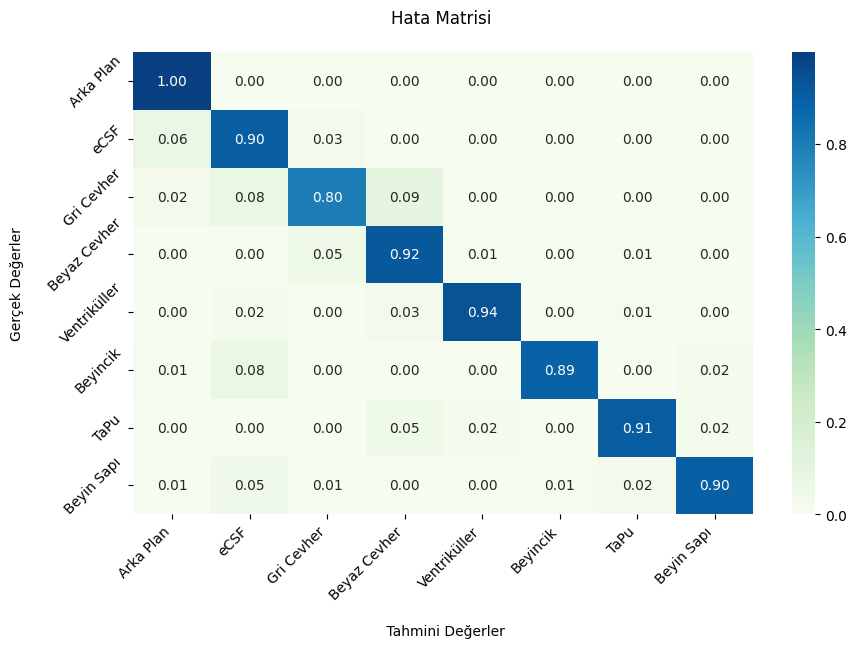 Hata Matrisi
Gerçek Değerler
Arka Plan 1.00 0.00 0.00 0.00 0.00 0.00 0.00 0.00
eCSF 0.06 0.90 0.03 0.00 0.00 0.00 0.00 0.00
Gri Cevher 0.02 0.08 0.80 0.09 0.00 0.00 0.00 0.00
Beyaz Cevher 0.00 0.00 0.05 0.92 0.01 0.00 0.01 0.00
Ventriküller 0.00 0.02 0.00 0.03 0.94 0.00 0.01 0.00
Beyincik 0.01 0.08 0.00 0.00 0.00 0.89 0.00 0.02
TaPu 0.00 0.00 0.00 0.05 0.02 0.00 0.91 0.02
Beyin Sapı 0.01 0.05 0.01 0.00 0.00 0.01 0.02 0.90
Arka Plan eCSF Gri Cevher Beyaz Cevher Ventriküller Beyincik TaPu Beyin Sapı
Tahmini Değerler
0.8
0.6
0.4
0.2
0.0